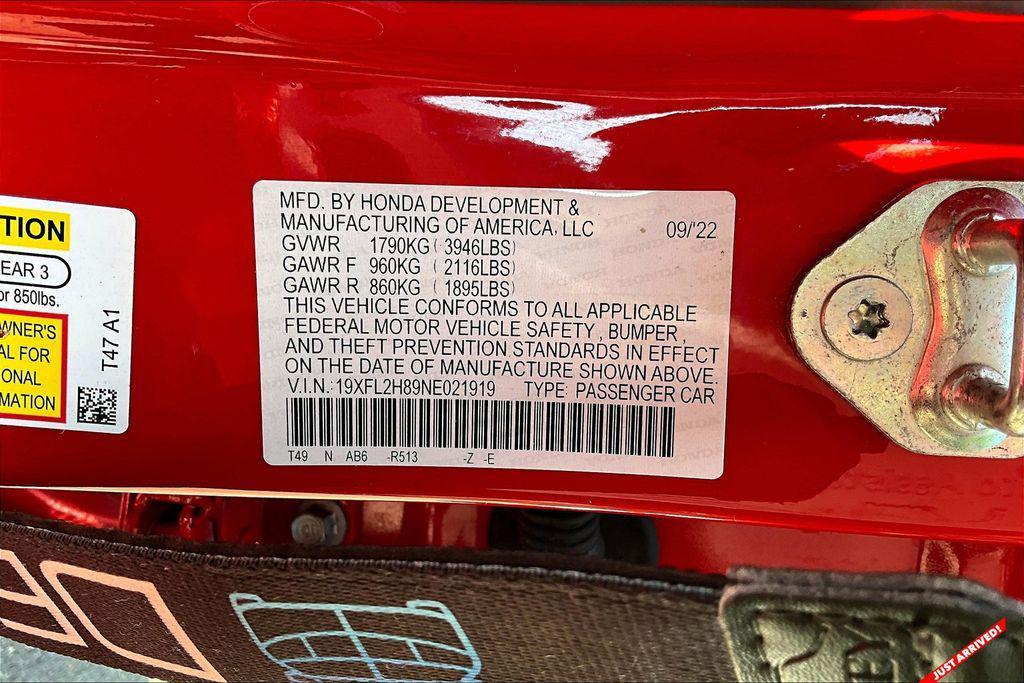 TION
EAR 3
or 850lbs.
WNER'S
AL FOR
ONAL
MATION
T47 A1
MFD. BY HONDA DEVELOPMENT &
MANUFACTURING OF AMERICA, LLC 09/'22
GVWR 1790KG ( 3946LBS)
GAWR F 960KG ( 2116LBS)
GAWR R 860KG ( 1895LBS)
THIS VEHICLE CONFORMS TO ALL APPLICABLE
FEDERAL MOTOR VEHICLE SAFETY, BUMPER,
AND THEFT PREVENTION STANDARDS IN EFFECT
ON THE DATE OF MANUFACTURE SHOWN ABOVE.
V.I.N.: 19XFL2H89NE021919 TYPE: PASSENGER CAR
T49 N AB6 -R513 -Z -E
JUST ARRIVED!